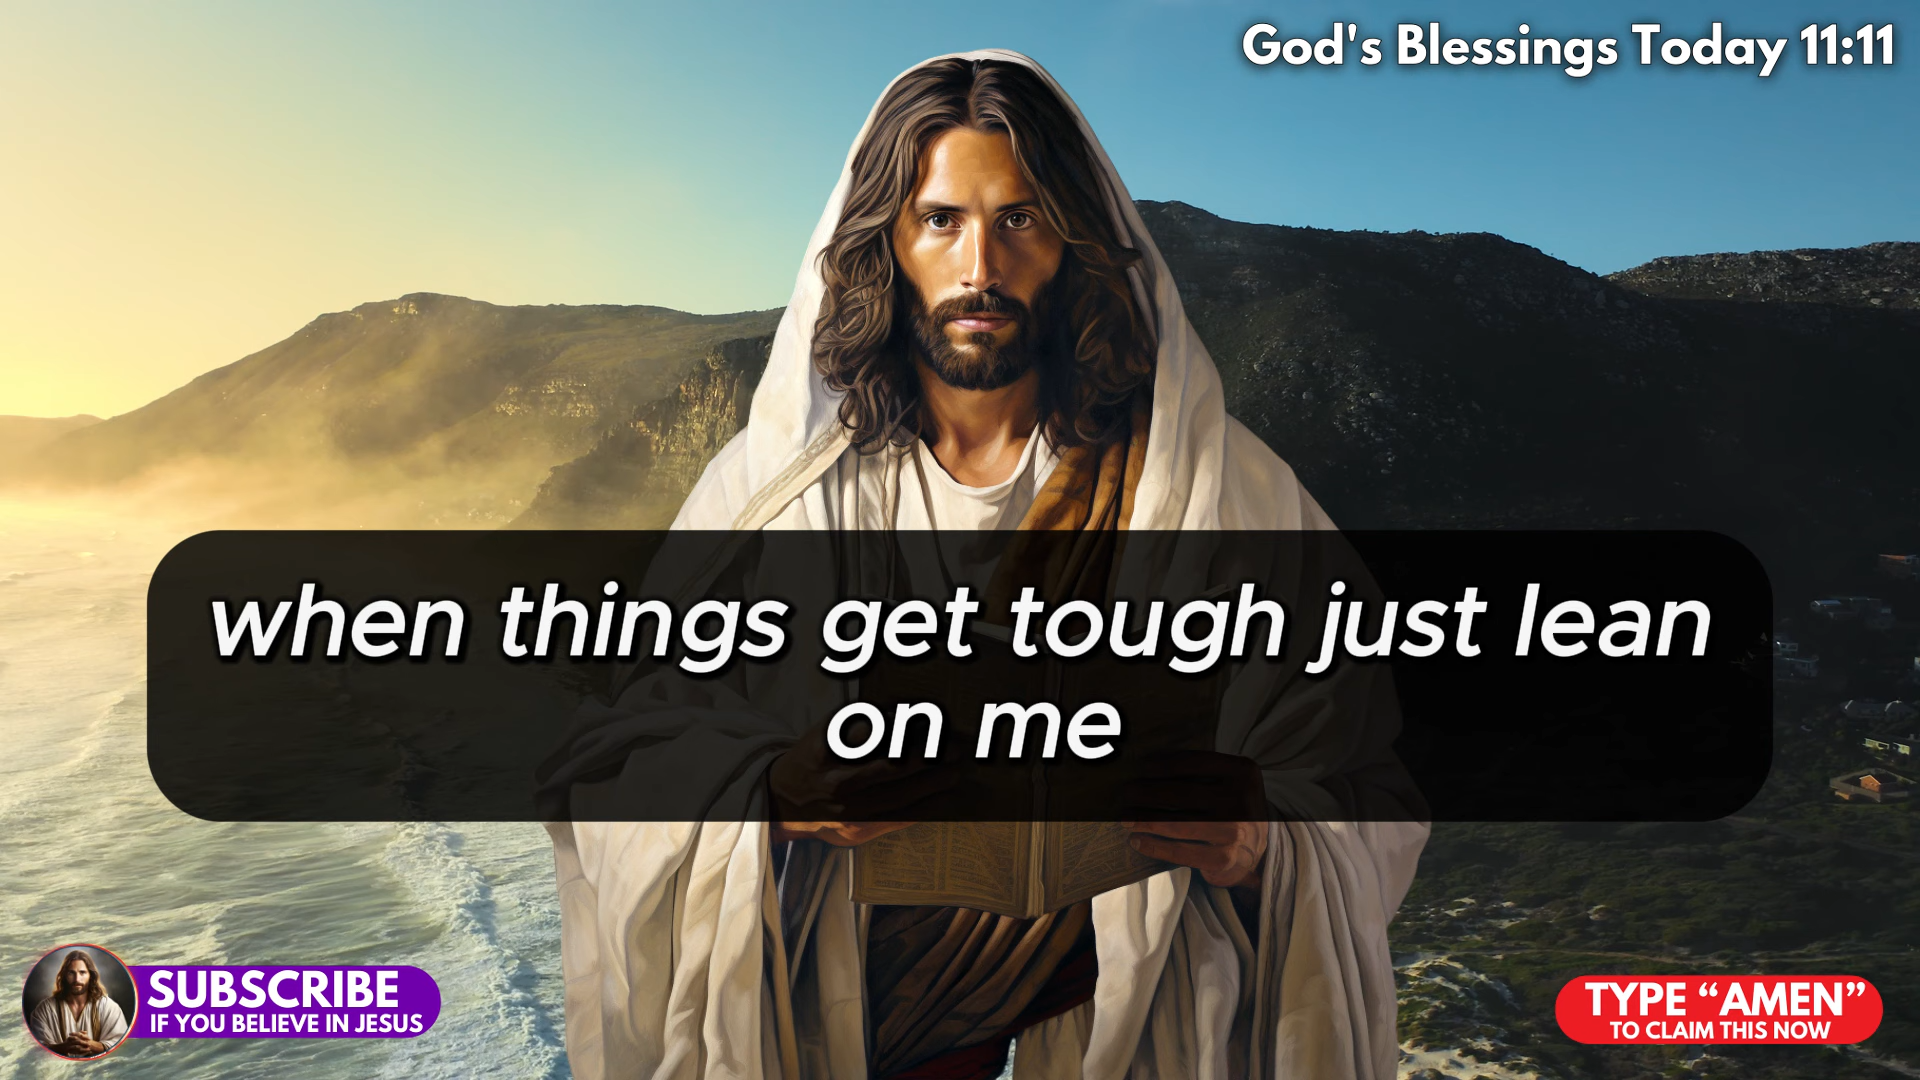 God's Blessings Today 11:11
when things get tough just lean
on me
SUBSCRIBE
IF YOU BELIEVE IN JESUS
TYPE “AMEN”
TO CLAIM THIS NOW